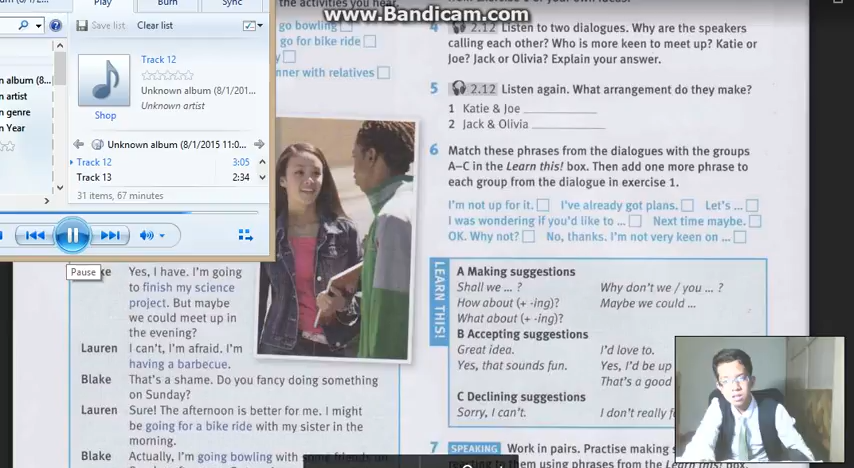 www.Bandicam.com
Play
Burn
Sync
Save list
Clear list
Track 12
Unknown album (8/1/201...
Unknown artist
Shop
n album (8...
n artist
n genre
n Year
Unknown album (8/1/2015 11:0...
Track 12 3:05
Track 13 2:34
31 items, 67 minutes
Pause
the activities you hear.
go bowling
go for bike ride
nner with relatives
Yes, I have. I'm going
to finish my science
project. But maybe
we could meet up in
the evening?
Lauren I can't, I'm afraid. I'm
having a barbecue.
Blake That's a shame. Do you fancy doing something
on Sunday?
Lauren Sure! The afternoon is better for me. I might
be going for a bike ride with my sister in the
morning.
Blake Actually, I'm going bowling with
4 2.12 Listen to two dialogues. Why are the speakers
calling each other? Who is more keen to meet up? Katie or
Joe? Jack or Olivia? Explain your answer.
5 2.12 Listen again. What arrangement do they make?
1 Katie & Joe
2 Jack & Olivia
6 Match these phrases from the dialogues with the groups
A–C in the Learn this! box. Then add one more phrase to
each group from the dialogue in exercise 1.
I'm not up for it. I've already got plans. Let's ...
I was wondering if you'd like to ... Next time maybe.
OK. Why not? No, thanks. I'm not very keen on ...
LEARN THIS!
A Making suggestions
Shall we ... ? Why don't we / you ... ?
How about (+ -ing)? Maybe we could ...
What about (+ -ing)?
B Accepting suggestions
Great idea. I'd love to.
Yes, that sounds fun. Yes, I'd be up
That's a good
C Declining suggestions
Sorry, I can't. I don't really f
7 SPEAKING Work in pairs. Practise making
them using phrases from the Learn this! box.